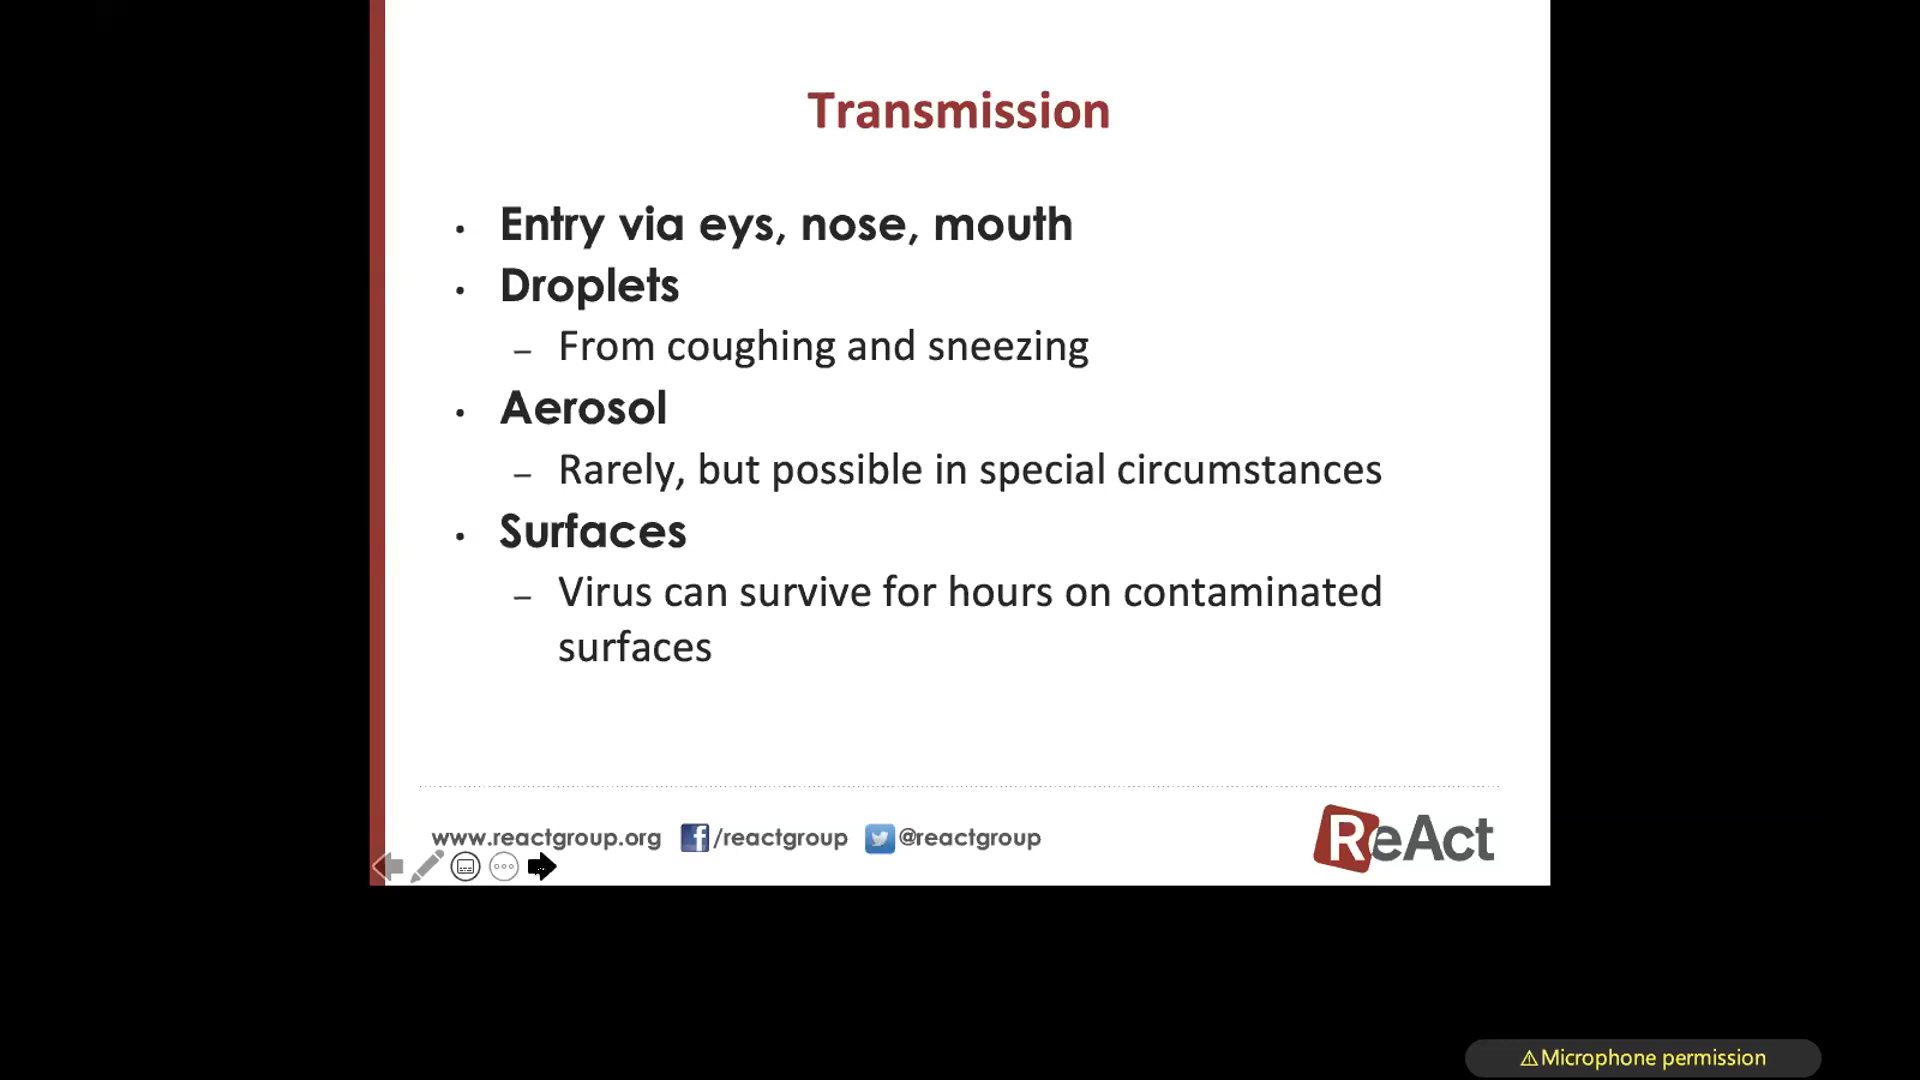 Transmission
• Entry via eys, nose, mouth
• Droplets
– From coughing and sneezing
• Aerosol
– Rarely, but possible in special circumstances
• Surfaces
– Virus can survive for hours on contaminated
surfaces
www.reactgroup.org /reactgroup @reactgroup
ReAct
⚠Microphone permission